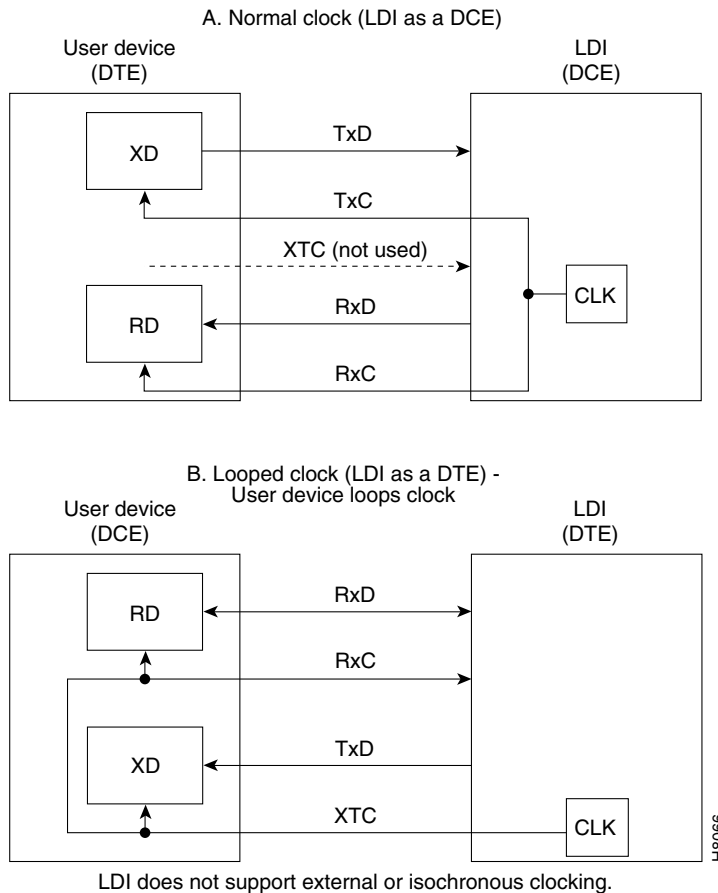 A. Normal clock (LDI as a DCE)
User device
(DTE)
LDI
(DCE)
XD
TxD
TxC
XTC (not used)
CLK
RD
RxD
RxC
B. Looped clock (LDI as a DTE) -
User device loops clock
User device
(DCE)
LDI
(DTE)
RD
RxD
RxC
XD
TxD
XTC
CLK
H8066
LDI does not support external or isochronous clocking.